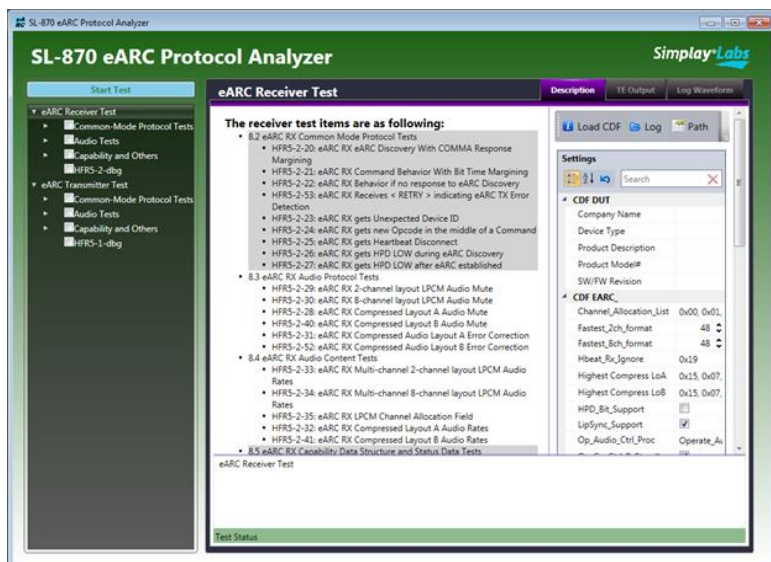 SL-870 eARC Protocol Analyzer
SL-870 eARC Protocol Analyzer
Simplay Labs
Start Test
eARC Receiver Test
Common-Mode Protocol Tests
Audio Tests
Capability and Others
HFR5-2-dbg
eARC Transmitter Test
Common-Mode Protocol Tests
Audio Tests
Capability and Others
HFR5-1-dbg
eARC Receiver Test
Description
TE Output
Log Waveform
The receiver test items are as following:
8.2 eARC RX Common Mode Protocol Tests
HFR5-2-20: eARC RX eARC Discovery With COMMA Response
Margining
HFR5-2-21: eARC RX Command Behavior With Bit Time Margining
HFR5-2-22: eARC RX Behavior if no response to eARC Discovery
HFR5-2-53: eARC RX Receives < RETRY > indicating eARC TX Error
Detection
HFR5-2-23: eARC RX gets Unexpected Device ID
HFR5-2-24: eARC RX gets new Opcode in the middle of a Command
HFR5-2-25: eARC RX gets Heartbeat Disconnect
HFR5-2-26: eARC RX gets HPD LOW during eARC Discovery
HFR5-2-27: eARC RX gets HPD LOW after eARC established
8.3 eARC RX Audio Protocol Tests
HFR5-2-29: eARC RX 2-channel layout LPCM Audio Mute
HFR5-2-30: eARC RX 8-channel layout LPCM Audio Mute
HFR5-2-28: eARC RX Compressed Layout A Audio Mute
HFR5-2-40: eARC RX Compressed Layout B Audio Mute
HFR5-2-31: eARC RX Compressed Audio Layout A Error Correction
HFR5-2-52: eARC RX Compressed Audio Layout B Error Correction
8.4 eARC RX Audio Content Tests
HFR5-2-33: eARC RX Multi-channel 2-channel layout LPCM Audio
Rates
HFR5-2-34: eARC RX Multi-channel 8-channel layout LPCM Audio
Rates
HFR5-2-35: eARC RX LPCM Channel Allocation Field
HFR5-2-32: eARC RX Compressed Layout A Audio Rates
HFR5-2-41: eARC RX Compressed Layout B Audio Rates
8.5 eARC RX Capability Data Structure and Status Data Tests
Load CDF Log Path
Settings
Search
CDF DUT
Company Name
Device Type
Product Description
Product Model#
SW/FW Revision
CDF EARC_
Channel_Allocation_List 0x00, 0x01,
Fastest_2ch_format 48
Fastest_8ch_format 48
Hbeat_Rx_Ignore 0x19
Highest Compress LoA 0x15, 0x07,
Highest Compress LoB 0x15, 0x07,
HPD_Bit_Support
LipSync_Support
Op_Audio_Ctrl_Proc Operate_Au
eARC Receiver Test
Test Status